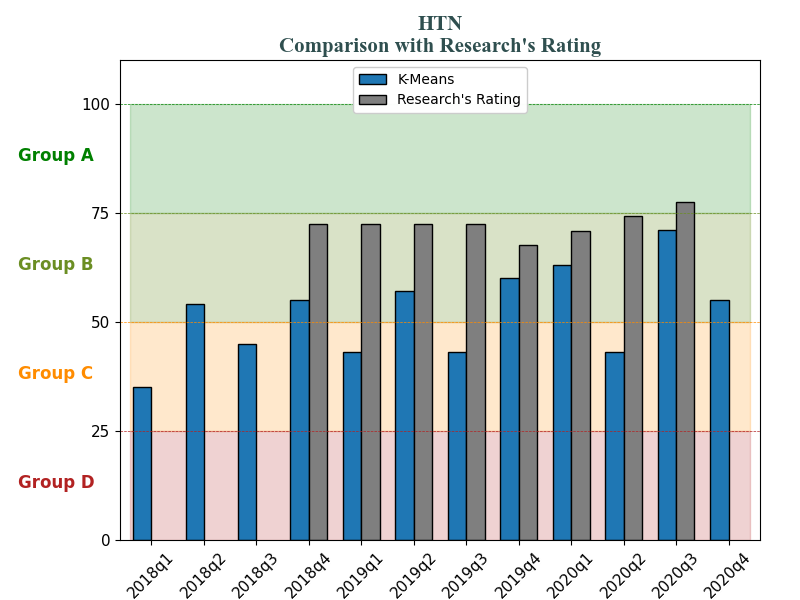 HTN
Comparison with Research's Rating
K-Means
Research's Rating
100
Group A
75
Group B
50
Group C
25
Group D
0
2018q1
2018q2
2018q3
2018q4
2019q1
2019q2
2019q3
2019q4
2020q1
2020q2
2020q3
2020q4